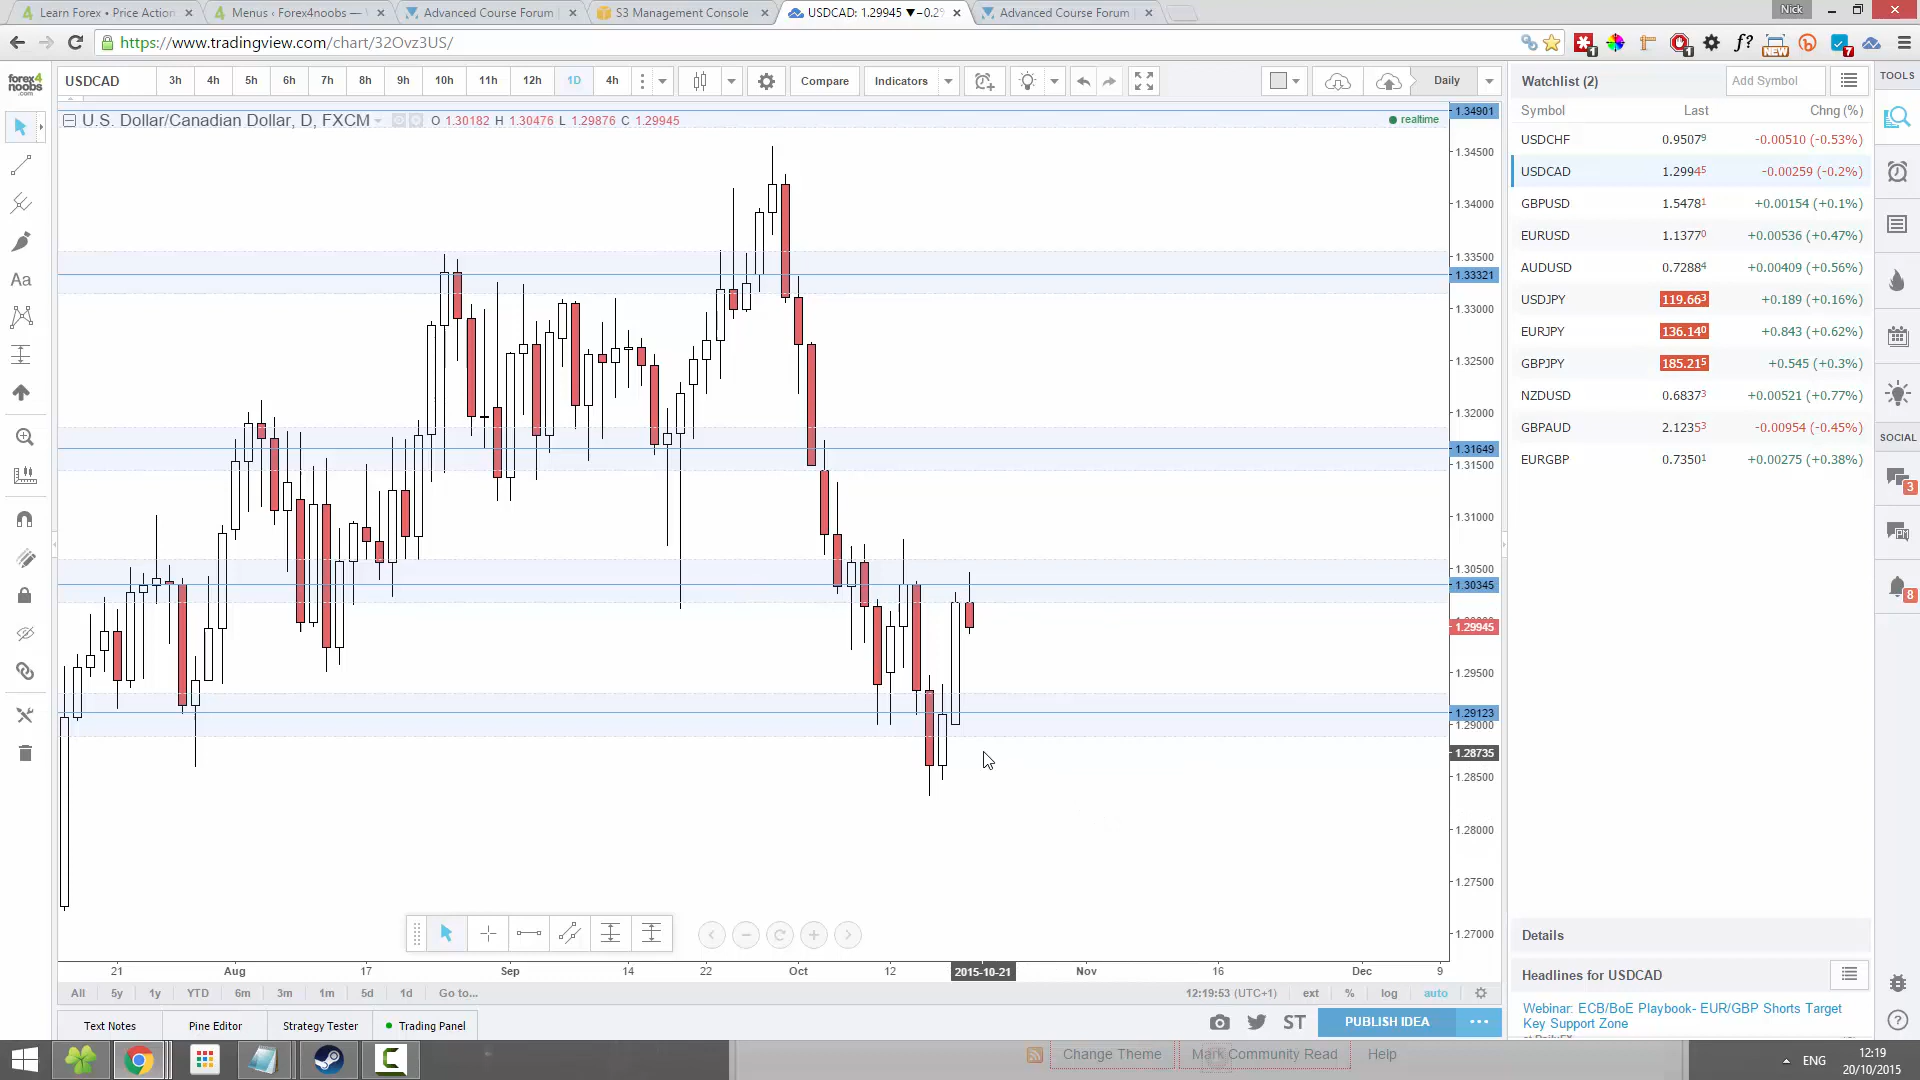 Learn Forex • Price Action
Menus ‹ Forex4noobs —
Advanced Course Forum
S3 Management Console
USDCAD: 1.29945 ▼−0.2
Advanced Course Forum
Nick
https://www.tradingview.com/chart/32Ovz3US/
forex4noobs.com
USDCAD
3h
4h
5h
6h
7h
8h
9h
10h
11h
12h
1D
4h
Compare
Indicators
Daily
Watchlist (2)
Add Symbol
TOOLS
U.S. Dollar/Canadian Dollar, D, FXCM
O 1.30182 H 1.30476 L 1.29876 C 1.29945
realtime
Symbol Last Chng (%)
USDCHF 0.95079 -0.00510 (-0.53%)
USDCAD 1.29945 -0.00259 (-0.2%)
GBPUSD 1.54781 +0.00154 (+0.1%)
EURUSD 1.13770 +0.00536 (+0.47%)
AUDUSD 0.72884 +0.00409 (+0.56%)
USDJPY 119.663 +0.189 (+0.16%)
EURJPY 136.140 +0.843 (+0.62%)
GBPJPY 185.215 +0.545 (+0.3%)
NZDUSD 0.68373 +0.00521 (+0.77%)
GBPAUD 2.12353 -0.00954 (-0.45%)
EURGBP 0.73501 +0.00275 (+0.38%)
SOCIAL
3
8
1.34901
1.34500
1.34000
1.33500
1.33321
1.33000
1.32500
1.32000
1.31649
1.31500
1.31000
1.30500
1.30345
1.29945
1.29500
1.29123
1.29000
1.28735
1.28500
1.28000
1.27500
1.27000
Aa
21 Aug 17 Sep 14 22 Oct 12 2015-10-21 Nov 16 Dec 9
All 5y 1y YTD 6m 3m 1m 5d 1d Go to...
12:19:53 (UTC+1) ext % log auto
Text Notes
Pine Editor
Strategy Tester
Trading Panel
ST
PUBLISH IDEA
Details
Headlines for USDCAD
Webinar: ECB/BoE Playbook- EUR/GBP Shorts Target
Key Support Zone
Change Theme
Mark Community Read
Help
ENG
12:19
20/10/2015